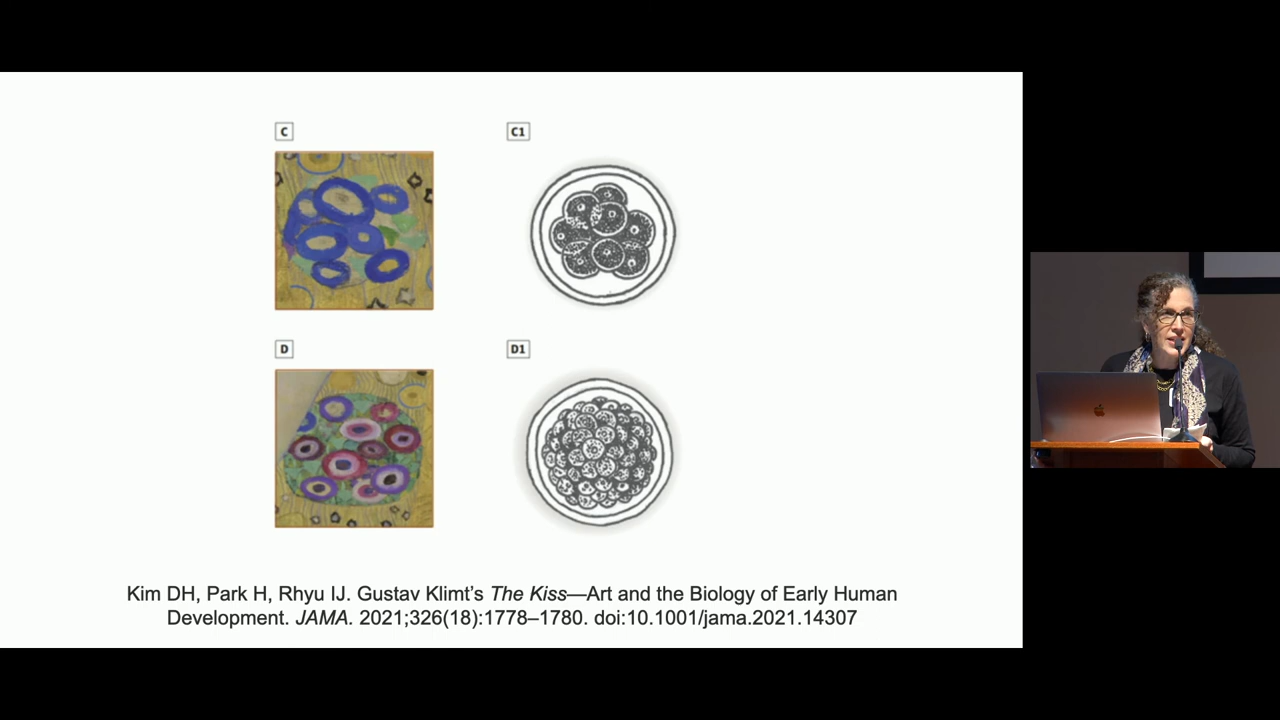 C
C1
D
D1
Kim DH, Park H, Rhyu IJ. Gustav Klimt's The Kiss—Art and the Biology of Early Human
Development. JAMA. 2021;326(18):1778–1780. doi:10.1001/jama.2021.14307